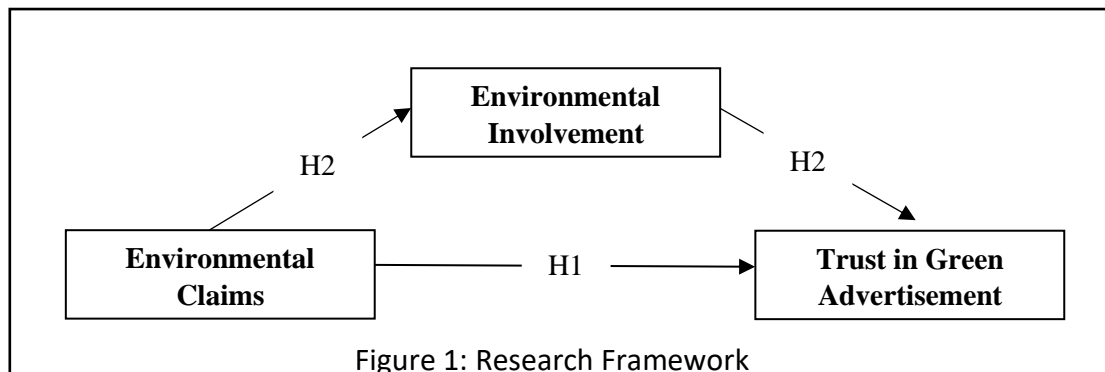 Environmental
Involvement
H2
H2
Environmental
Claims
H1
Trust in Green
Advertisement
Figure 1: Research Framework